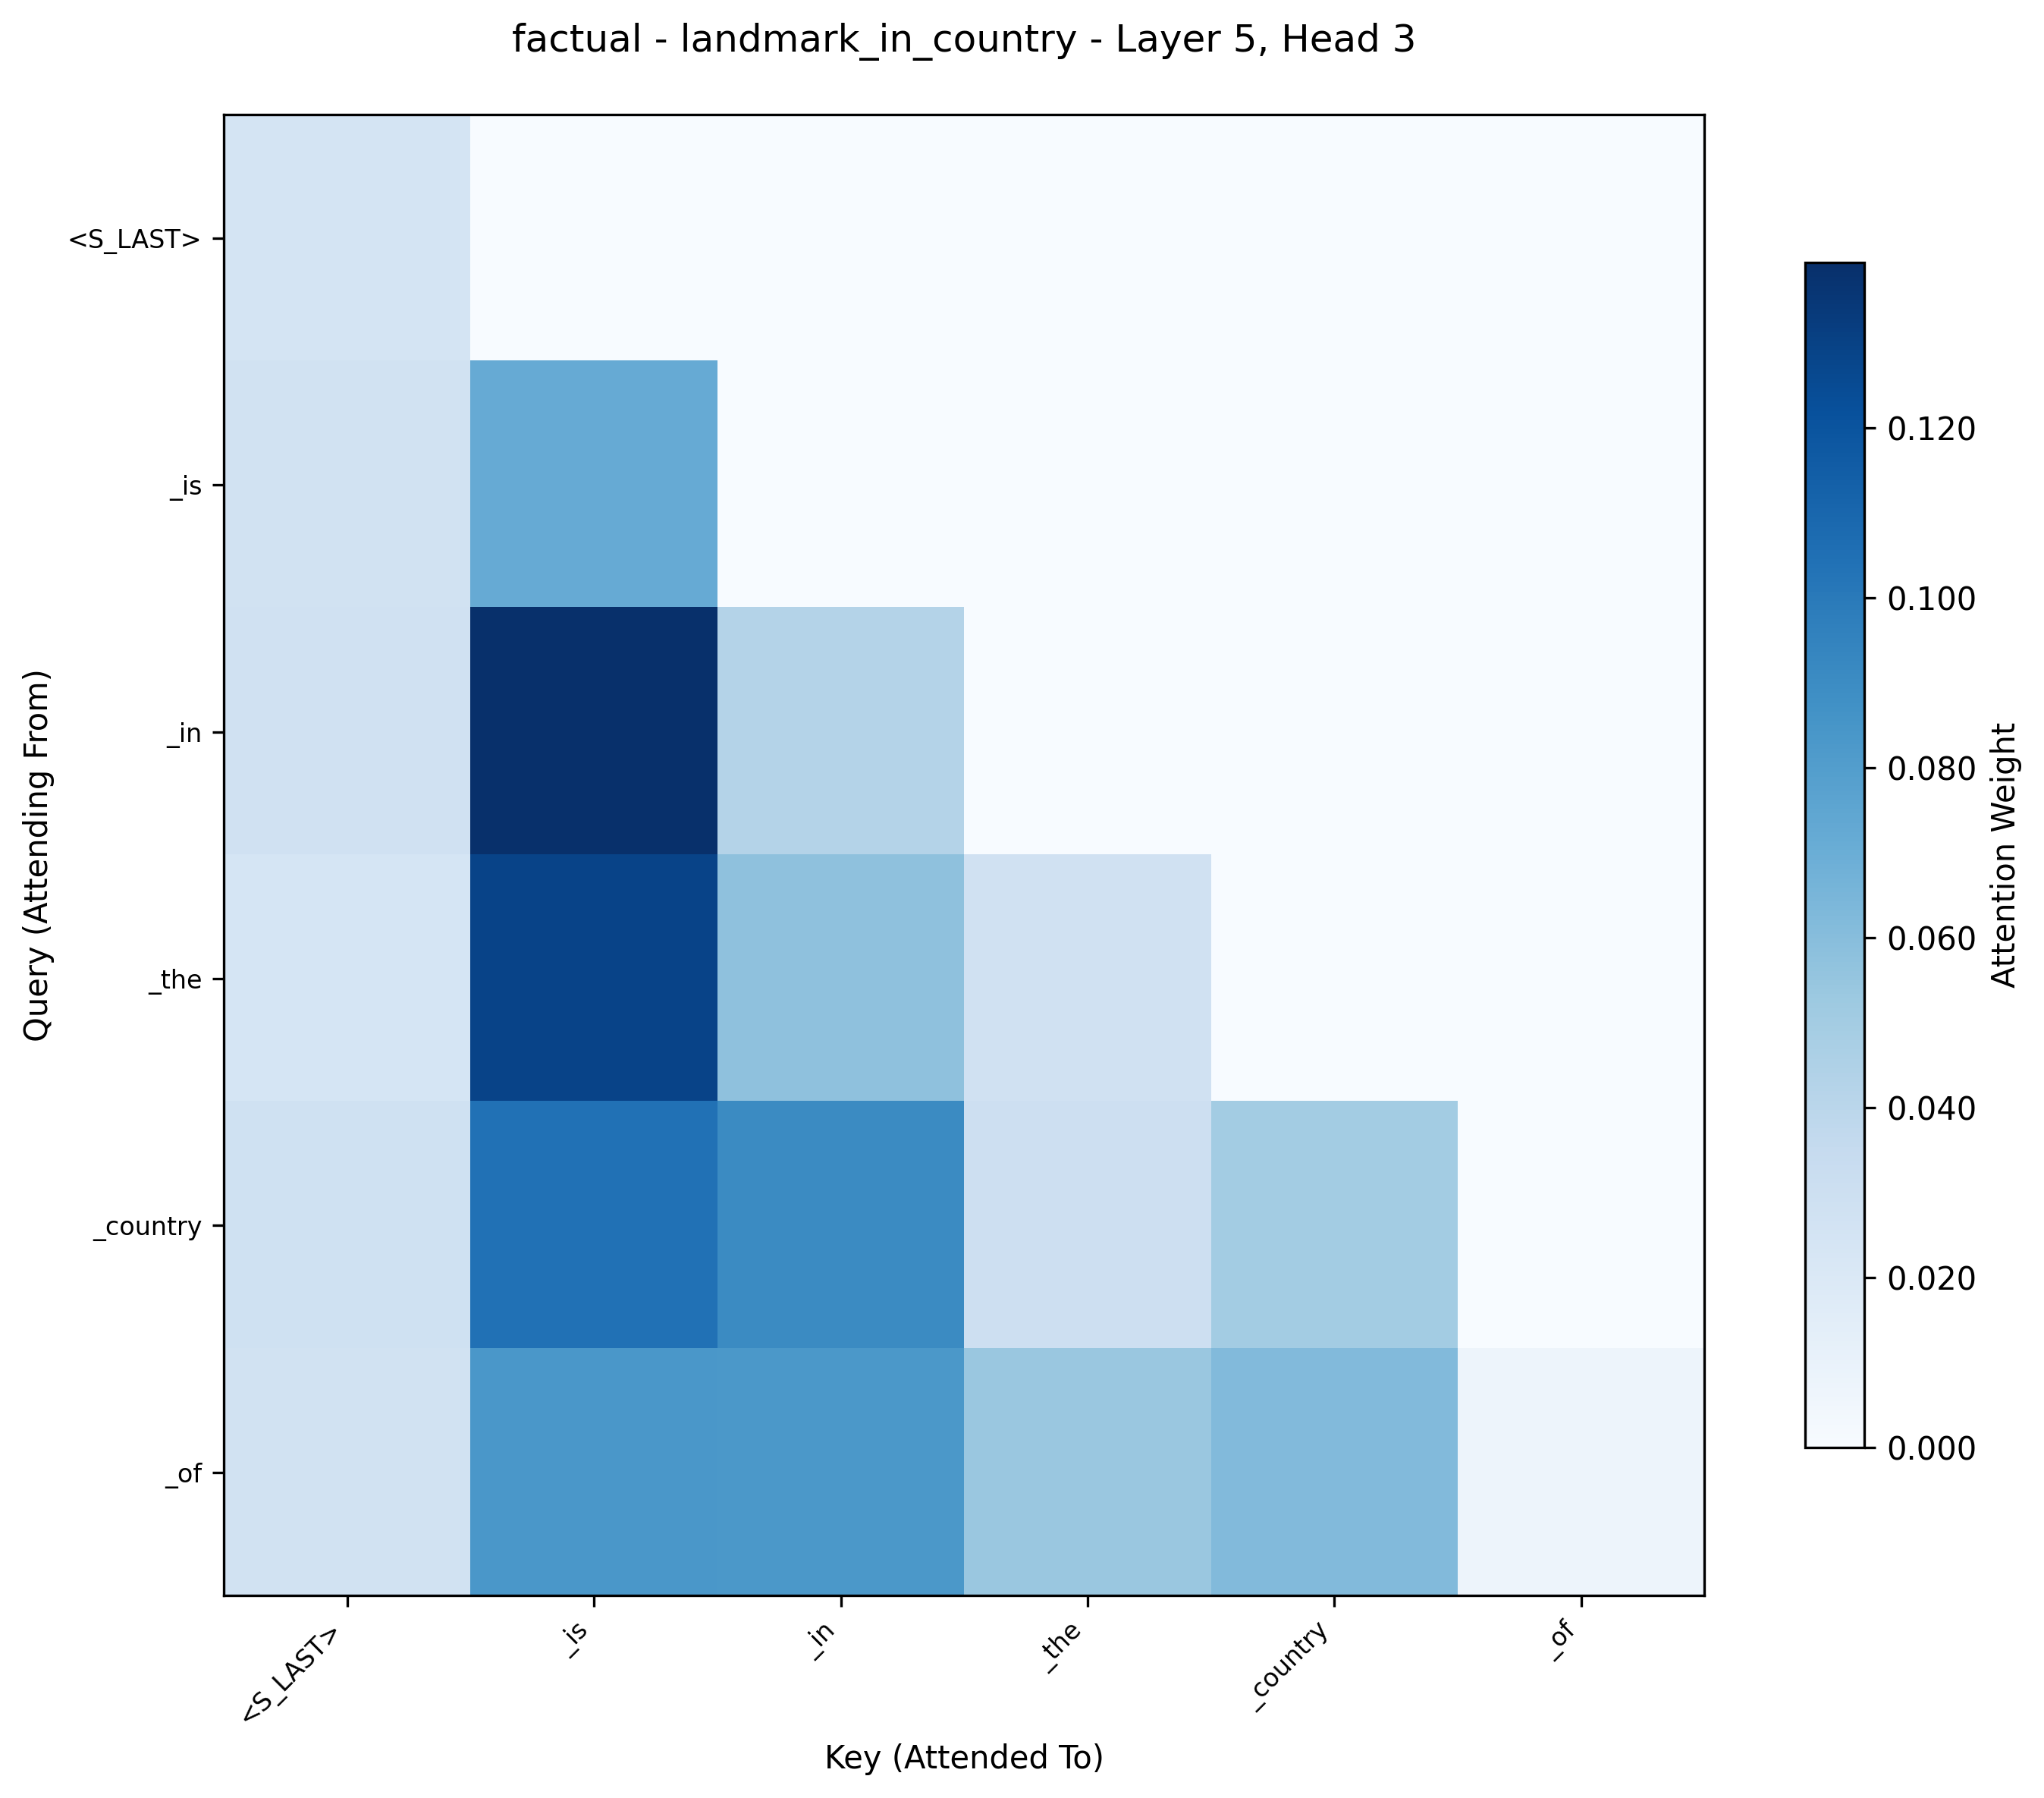 factual - landmark_in_country - Layer 5, Head 3
Query (Attending From)
<S_LAST>
_is
_in
_the
_country
_of
<S_LAST>
_is
_in
_the
_country
_of
Key (Attended To)
0.120
0.100
0.080
0.060
0.040
0.020
0.000
Attention Weight